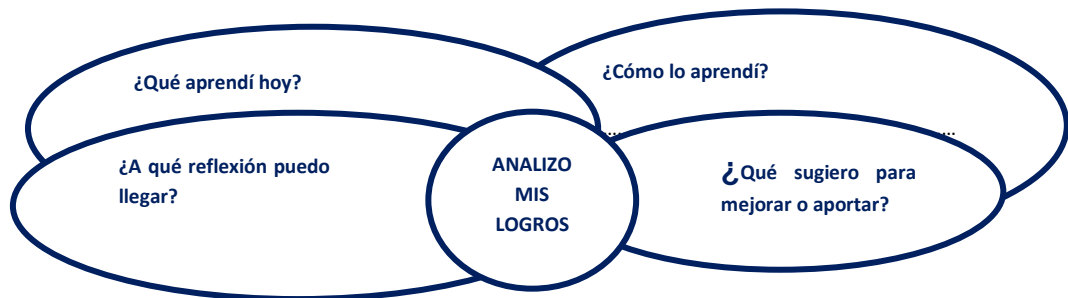 ¿Qué aprendí hoy?
¿Cómo lo aprendí?
¿A qué reflexión puedo
llegar?
ANALIZO
MIS
LOGROS
¿Qué sugiero para
mejorar o aportar?